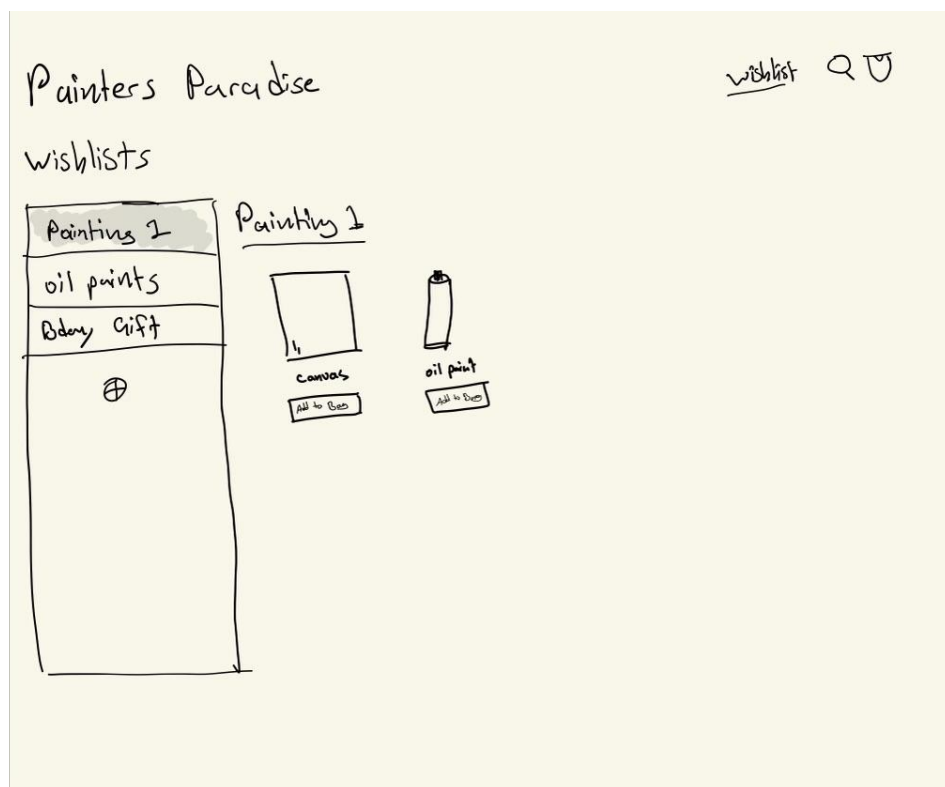 Painters Paradise
wishlist
wishlists
Painting 1
oil paints
Bday Gift
Painting 1
canvas
oil paint
Add to Bag
Add to Bag